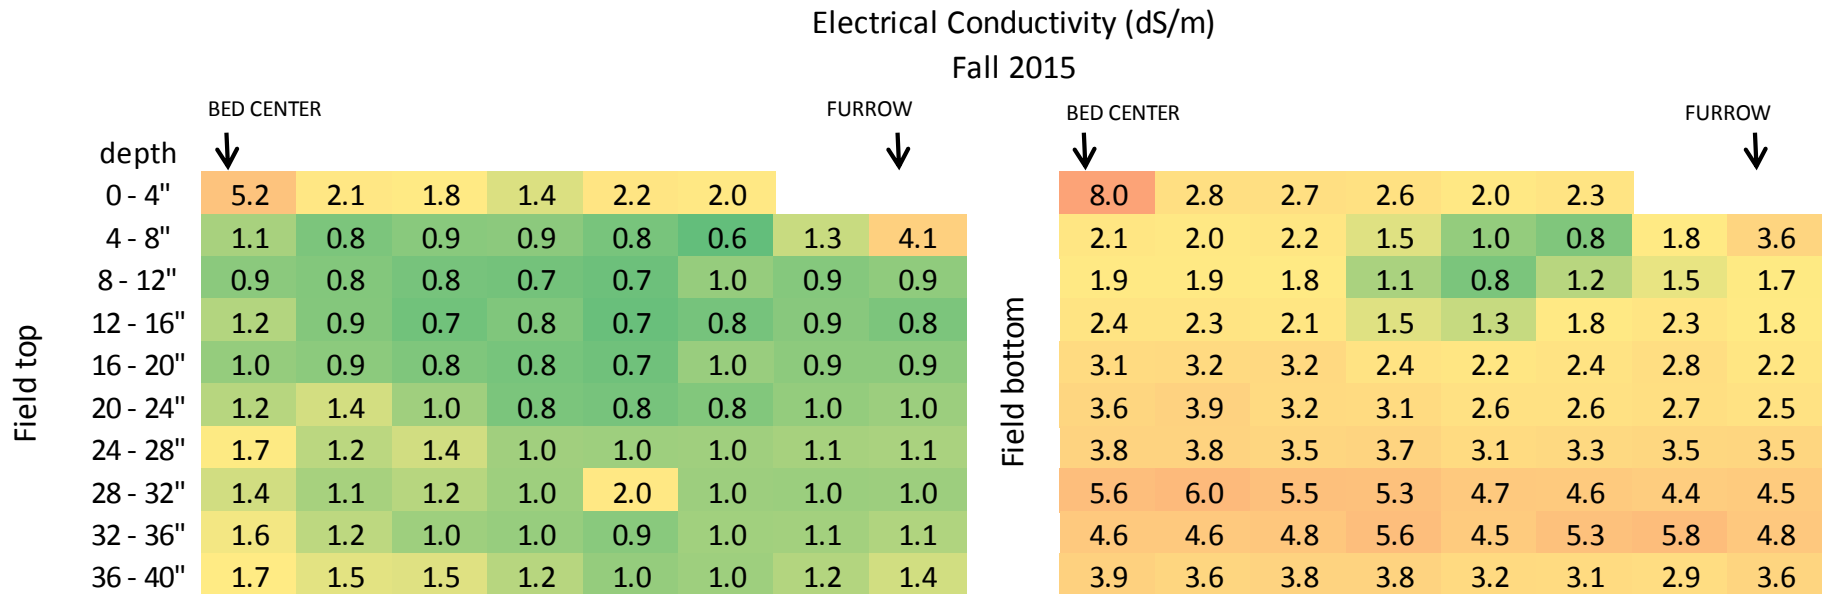 Electrical Conductivity (dS/m)
Fall 2015
BED CENTER FURROW BED CENTER FURROW
depth
0 - 4" 5.2 2.1 1.8 1.4 2.2 2.0 8.0 2.8 2.7 2.6 2.0 2.3
4 - 8" 1.1 0.8 0.9 0.9 0.8 0.6 1.3 4.1 2.1 2.0 2.2 1.5 1.0 0.8 1.8 3.6
8 - 12" 0.9 0.8 0.8 0.7 0.7 1.0 0.9 0.9 1.9 1.9 1.8 1.1 0.8 1.2 1.5 1.7
12 - 16" 1.2 0.9 0.7 0.8 0.7 0.8 0.9 0.8 2.4 2.3 2.1 1.5 1.3 1.8 2.3 1.8
16 - 20" 1.0 0.9 0.8 0.8 0.7 1.0 0.9 0.9 3.1 3.2 3.2 2.4 2.2 2.4 2.8 2.2
20 - 24" 1.2 1.4 1.0 0.8 0.8 0.8 1.0 1.0 3.6 3.9 3.2 3.1 2.6 2.6 2.7 2.5
24 - 28" 1.7 1.2 1.4 1.0 1.0 1.0 1.1 1.1 3.8 3.8 3.5 3.7 3.1 3.3 3.5 3.5
28 - 32" 1.4 1.1 1.2 1.0 2.0 1.0 1.0 1.0 5.6 6.0 5.5 5.3 4.7 4.6 4.4 4.5
32 - 36" 1.6 1.2 1.0 1.0 0.9 1.0 1.1 1.1 4.6 4.6 4.8 5.6 4.5 5.3 5.8 4.8
36 - 40" 1.7 1.5 1.5 1.2 1.0 1.0 1.2 1.4 3.9 3.6 3.8 3.8 3.2 3.1 2.9 3.6
Field top
Field bottom